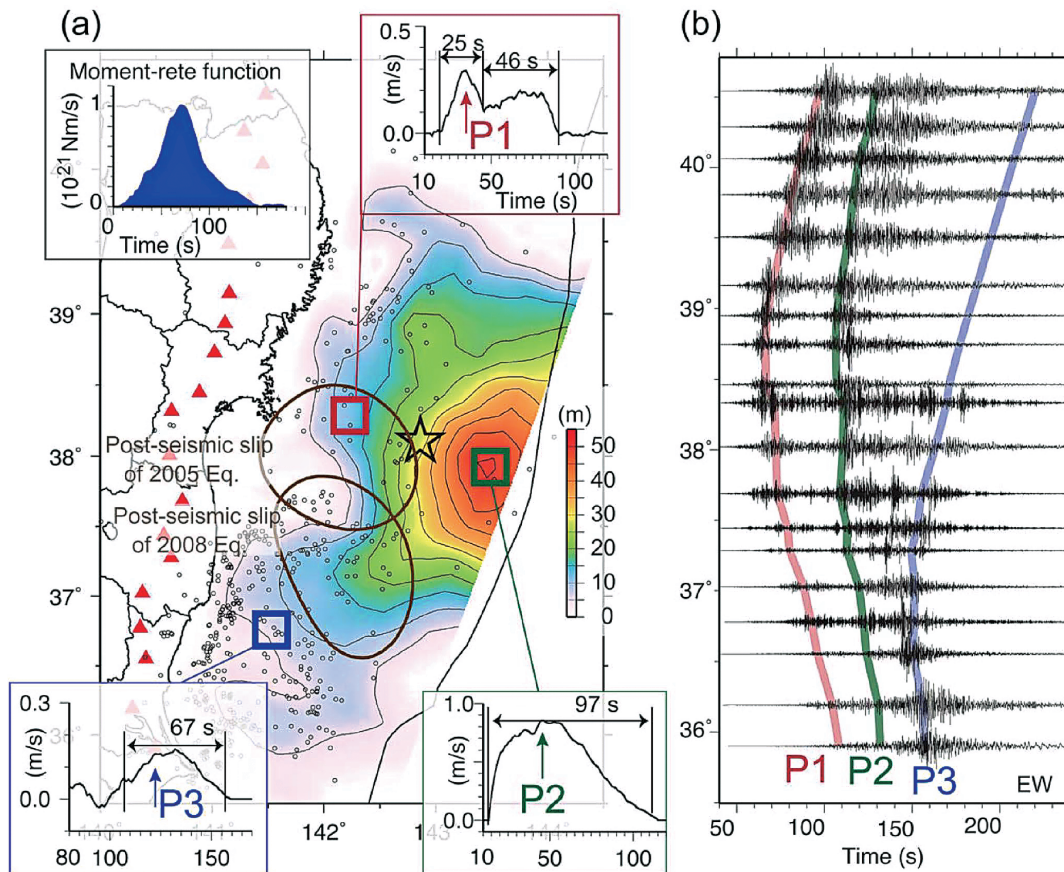 (a)
(b)
Moment-rete function
(10²¹ Nm/s)
1
0
0
100
Time (s)
0.5
(m/s)
0.0
25 s
46 s
P1
10
50
100
Time (s)
39°
38°
37°
Post-seismic slip
of 2005 Eq.
Post-seismic slip
of 2008 Eq.
(m)
50
40
30
20
10
0
0.3
(m/s)
0.0
67 s
P3
80
100
150
140°
142°
143
1.0
(m/s)
0.0
97 s
P2
10
50
100
40°
39°
38°
37°
36°
P1
P2
P3
EW
50
100
150
200
Time (s)